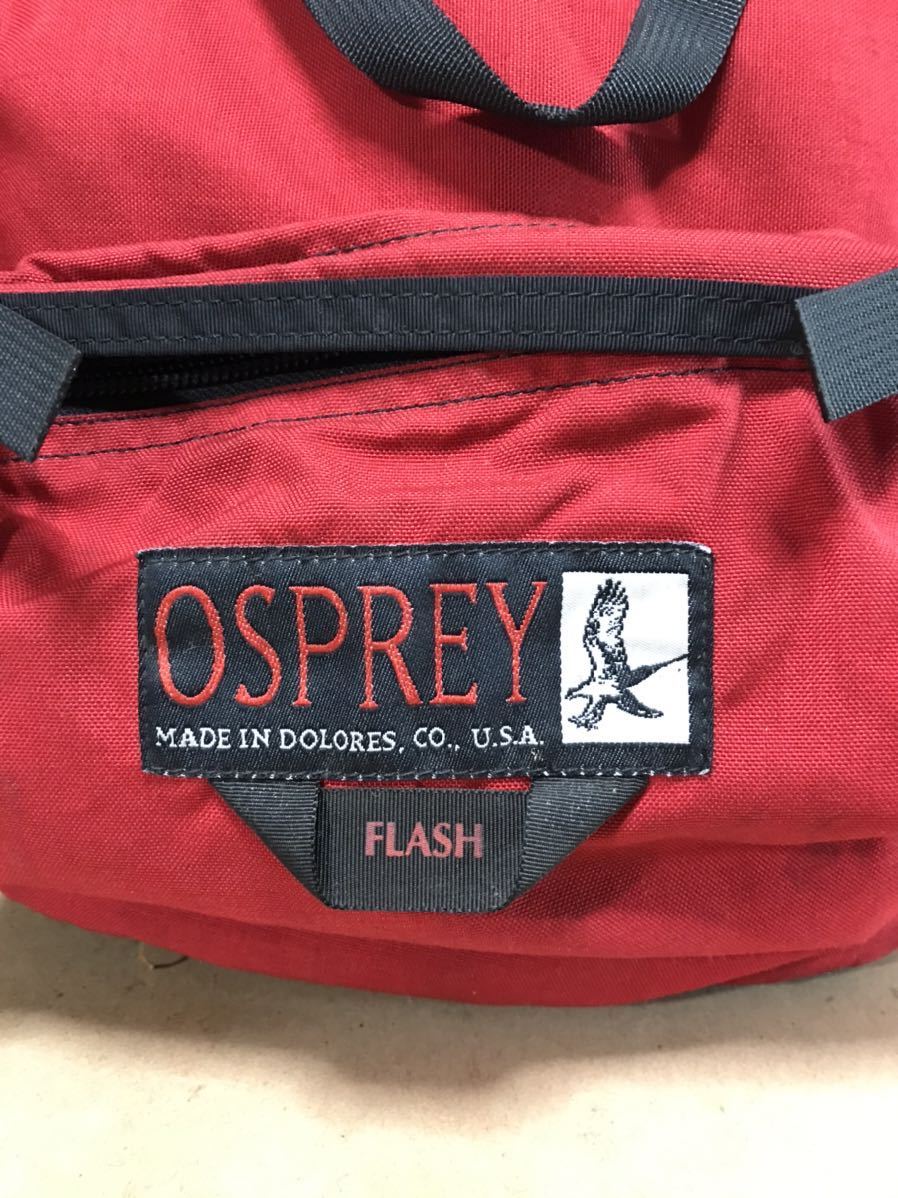 OSPREY
MADE IN DOLORES, CO., U.S.A.
FLASH